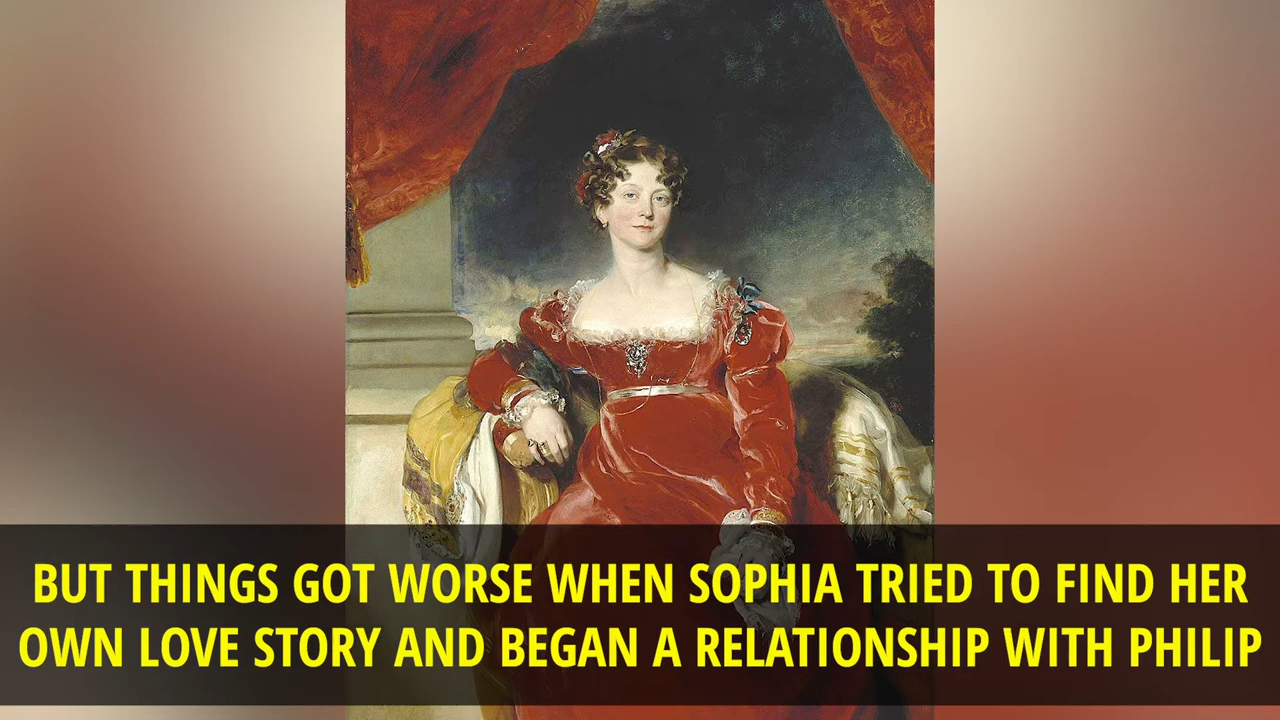 BUT THINGS GOT WORSE WHEN SOPHIA TRIED TO FIND HER
OWN LOVE STORY AND BEGAN A RELATIONSHIP WITH PHILIP